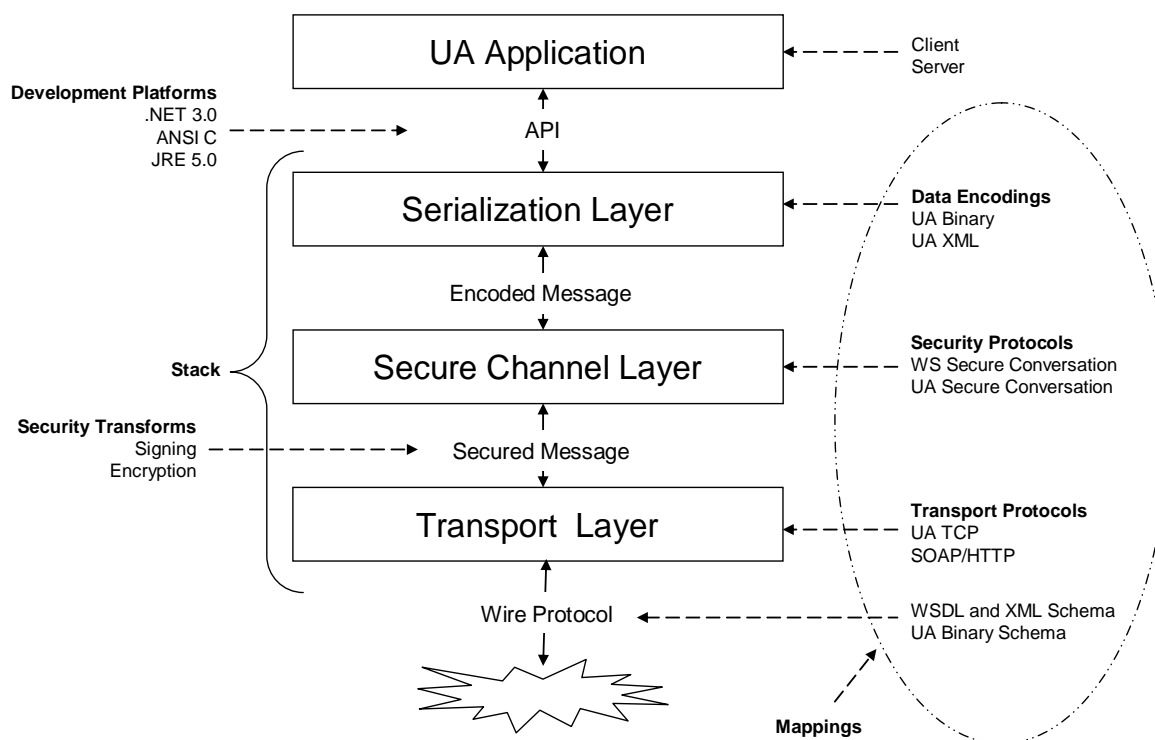 UA Application
Client
Server
Development Platforms
.NET 3.0
ANSI C
JRE 5.0
API
Serialization Layer
Data Encodings
UA Binary
UA XML
Encoded Message
Stack
Secure Channel Layer
Security Protocols
WS Secure Conversation
UA Secure Conversation
Security Transforms
Signing
Encryption
Secured Message
Transport Layer
Transport Protocols
UA TCP
SOAP/HTTP
Wire Protocol
WSDL and XML Schema
UA Binary Schema
Mappings